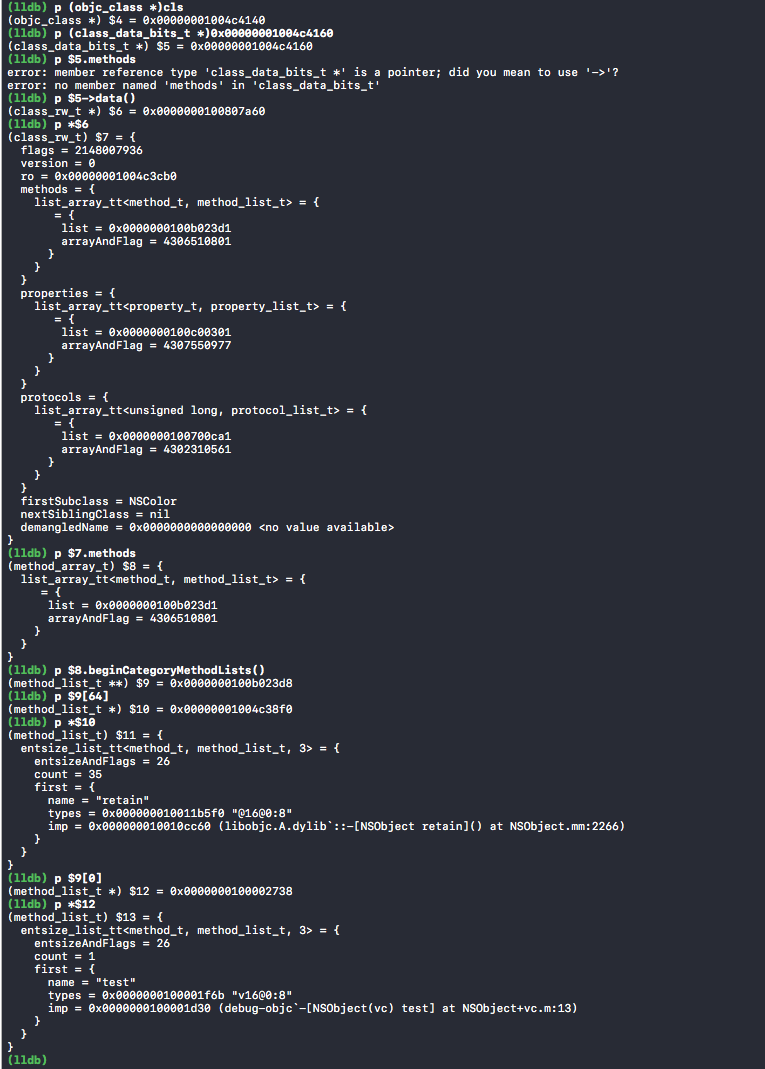 (lldb) p (objc_class *)cls
(objc_class *) $4 = 0x00000001004c4140
(lldb) p (class_data_bits_t *)0x00000001004c4160
(class_data_bits_t *) $5 = 0x00000001004c4160
(lldb) p $5.methods
error: member reference type 'class_data_bits_t *' is a pointer; did you mean to use '->'?
error: no member named 'methods' in 'class_data_bits_t'
(lldb) p $5->data()
(class_rw_t *) $6 = 0x0000000100807a60
(lldb) p *$6
(class_rw_t) $7 = {
  flags = 2148007936
  version = 0
  ro = 0x00000001004c3cb0
  methods = {
    list_array_tt<method_t, method_list_t> = {
       = {
        list = 0x0000000100b023d1
        arrayAndFlag = 4306510801
      }
    }
  }
  properties = {
    list_array_tt<property_t, property_list_t> = {
       = {
        list = 0x0000000100c00301
        arrayAndFlag = 4307550977
      }
    }
  }
  protocols = {
    list_array_tt<unsigned long, protocol_list_t> = {
       = {
        list = 0x0000000100700ca1
        arrayAndFlag = 4302310561
      }
    }
  }
  firstSubclass = NSColor
  nextSiblingClass = nil
  demangledName = 0x0000000000000000 <no value available>
}
(lldb) p $7.methods
(method_array_t) $8 = {
  list_array_tt<method_t, method_list_t> = {
     = {
      list = 0x0000000100b023d1
      arrayAndFlag = 4306510801
    }
  }
}
(lldb) p $8.beginCategoryMethodLists()
(method_list_t **) $9 = 0x0000000100b023d8
(lldb) p $9[64]
(method_list_t *) $10 = 0x00000001004c38f0
(lldb) p *$10
(method_list_t) $11 = {
  entsize_list_tt<method_t, method_list_t, 3> = {
    entsizeAndFlags = 26
    count = 35
    first = {
      name = "retain"
      types = 0x000000010011b5f0 "@16@0:8"
      imp = 0x000000010010cc60 (libobjc.A.dylib`::-[NSObject retain]() at NSObject.mm:2266)
    }
  }
}
(lldb) p $9[0]
(method_list_t *) $12 = 0x0000000100002738
(lldb) p *$12
(method_list_t) $13 = {
  entsize_list_tt<method_t, method_list_t, 3> = {
    entsizeAndFlags = 26
    count = 1
    first = {
      name = "test"
      types = 0x0000000100001f6b "v16@0:8"
      imp = 0x0000000100001d30 (debug-objc`-[NSObject(vc) test] at NSObject+vc.m:13)
    }
  }
}
(lldb)